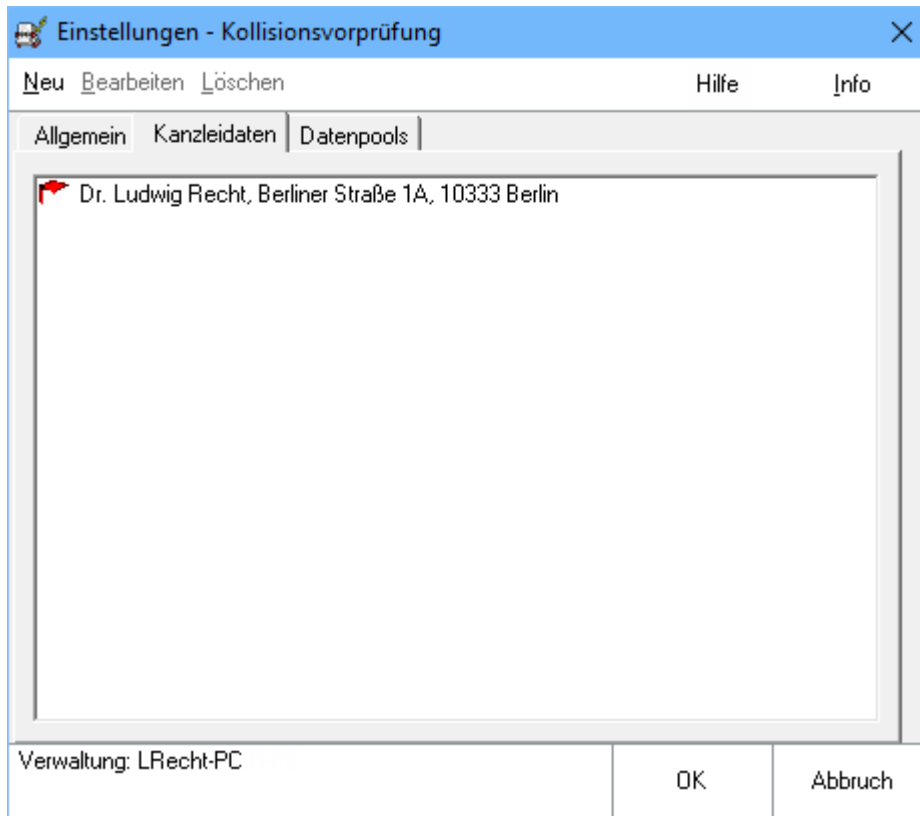 Einstellungen - Kollisionsvorprüfung
Neu Bearbeiten Löschen Hilfe Info
Allgemein Kanzleidaten Datenpools
Dr. Ludwig Recht, Berliner Straße 1A, 10333 Berlin
Verwaltung: LRecht-PC
OK Abbruch